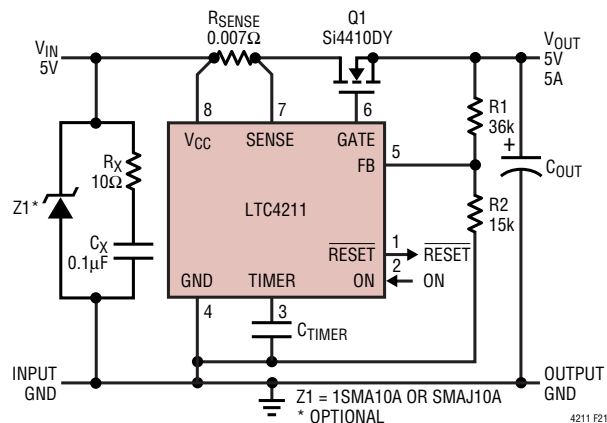 RSENSE
0.007Ω
Q1
Si4410DY
VIN
5V
VOUT
5V
5A
8
7
6
VCC
SENSE
GATE
R1
36k
5
FB
+
COUT
RX
10Ω
Z1*
LTC4211
R2
15k
CX
0.1µF
RESET
1
RESET
2
ON
ON
GND
TIMER
4
3
CTIMER
INPUT
GND
OUTPUT
GND
Z1 = 1SMA10A OR SMAJ10A
* OPTIONAL
4211 F21